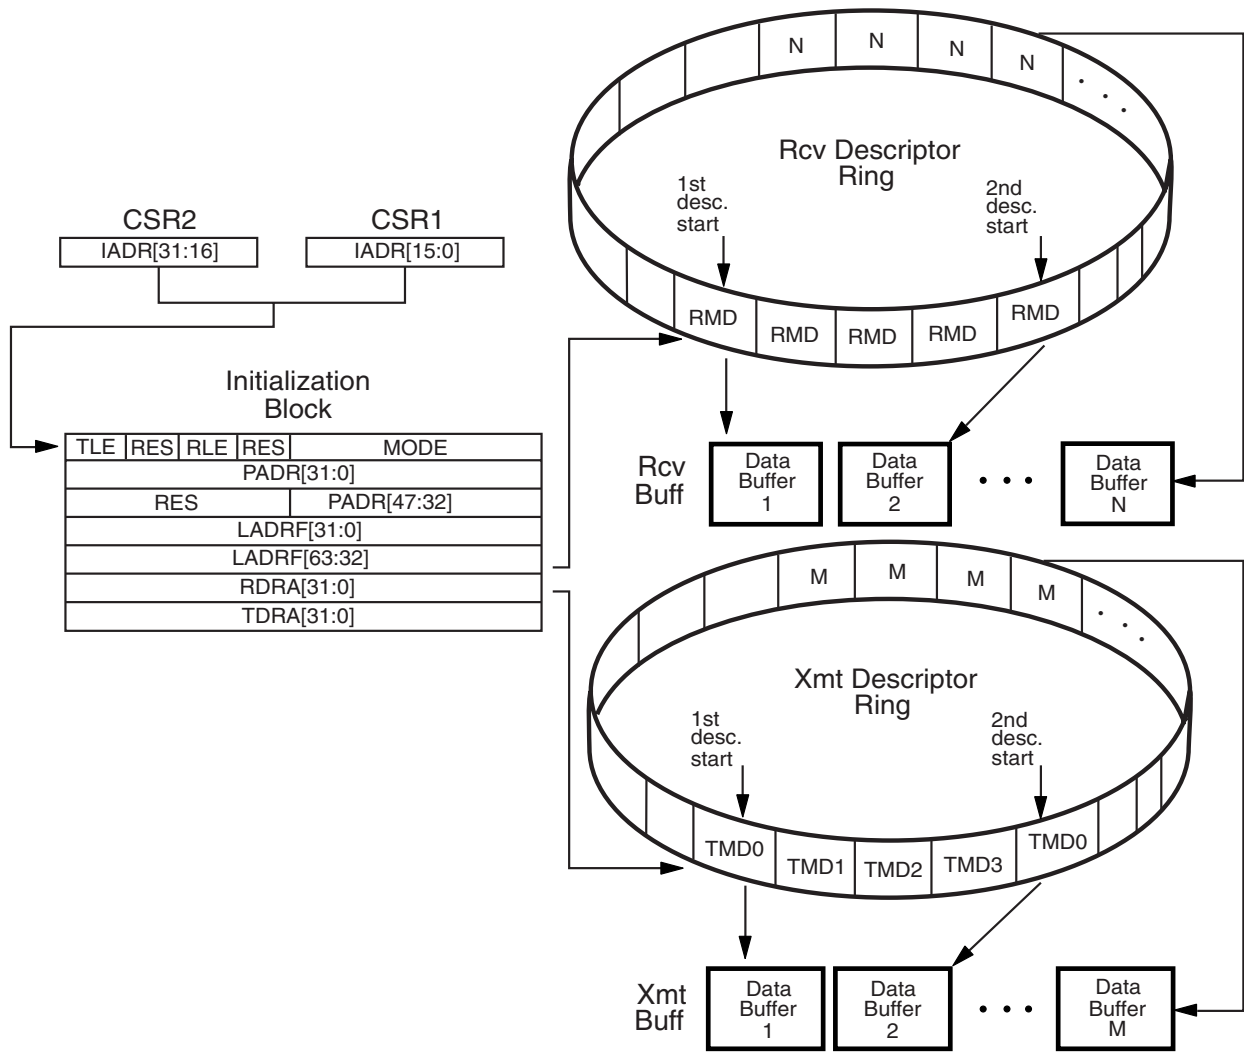 N N N N . . .
Rcv Descriptor
Ring
1st
desc.
start
2nd
desc.
start
RMD RMD RMD RMD RMD
CSR2 CSR1
IADR[31:16] IADR[15:0]
Initialization
Block
TLE RES RLE RES MODE
PADR[31:0]
RES PADR[47:32]
LADRF[31:0]
LADRF[63:32]
RDRA[31:0]
TDRA[31:0]
Rcv
Buff
Data
Buffer
1
Data
Buffer
2
• • •
Data
Buffer
N
M M M M . . .
Xmt Descriptor
Ring
1st
desc.
start
2nd
desc.
start
TMD0 TMD1 TMD2 TMD3 TMD0
Xmt
Buff
Data
Buffer
1
Data
Buffer
2
• • •
Data
Buffer
M